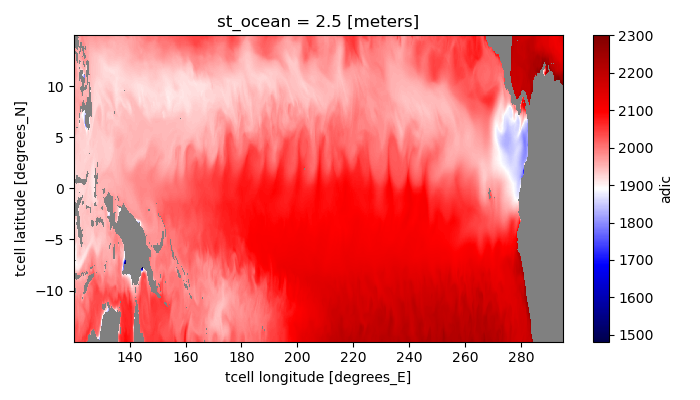 st_ocean = 2.5 [meters]
10
5
0
−5
−10
tcell latitude [degrees_N]
140 160 180 200 220 240 260 280
tcell longitude [degrees_E]
2300
2200
2100
2000
1900
1800
1700
1600
1500
adic